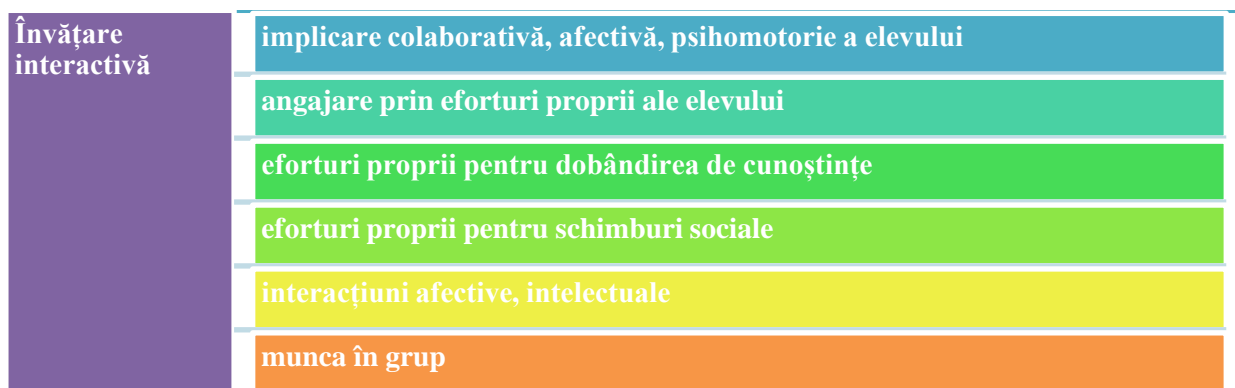 Învățare
interactivă
implicare colaborativă, afectivă, psihomotorie a elevului
angajare prin eforturi proprii ale elevului
eforturi proprii pentru dobândirea de cunoștințe
eforturi proprii pentru schimburi sociale
interacțiuni afective, intelectuale
munca în grup